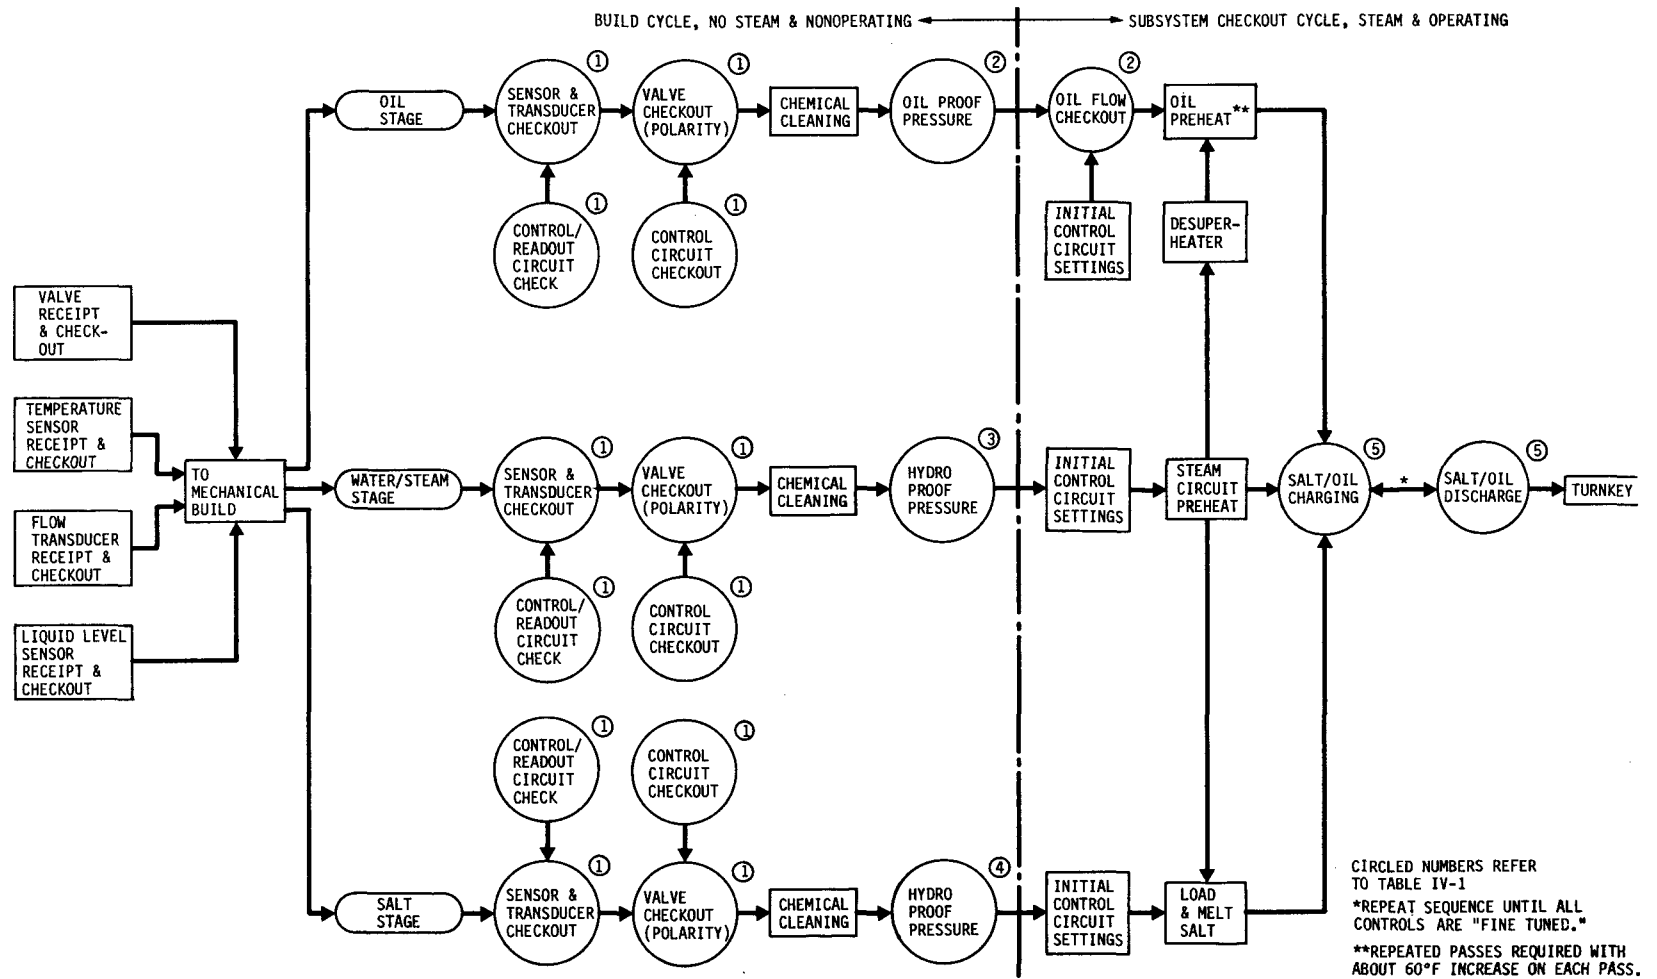 BUILD CYCLE, NO STEAM & NONOPERATING
SUBSYSTEM CHECKOUT CYCLE, STEAM & OPERATING
OIL
STAGE
1
SENSOR &
TRANSDUCER
CHECKOUT
1
VALVE
CHECKOUT
(POLARITY)
CHEMICAL
CLEANING
2
OIL PROOF
PRESSURE
2
OIL FLOW
CHECKOUT
OIL
PREHEAT**
1
CONTROL/
READOUT
CIRCUIT
CHECK
1
CONTROL
CIRCUIT
CHECKOUT
INITIAL
CONTROL
CIRCUIT
SETTINGS
DESUPER-
HEATER
VALVE
RECEIPT
& CHECK-
OUT
TEMPERATURE
SENSOR
RECEIPT &
CHECKOUT
FLOW
TRANSDUCER
RECEIPT &
CHECKOUT
LIQUID LEVEL
SENSOR
RECEIPT &
CHECKOUT
TO
MECHANICAL
BUILD
WATER/STEAM
STAGE
1
SENSOR &
TRANSDUCER
CHECKOUT
1
VALVE
CHECKOUT
(POLARITY)
CHEMICAL
CLEANING
3
HYDRO
PROOF
PRESSURE
INITIAL
CONTROL
CIRCUIT
SETTINGS
STEAM
CIRCUIT
PREHEAT
5
SALT/OIL
CHARGING
*
5
SALT/OIL
DISCHARGE
TURNKEY
1
CONTROL/
READOUT
CIRCUIT
CHECK
1
CONTROL
CIRCUIT
CHECKOUT
1
CONTROL/
READOUT
CIRCUIT
CHECK
1
CONTROL
CIRCUIT
CHECKOUT
SALT
STAGE
1
SENSOR &
TRANSDUCER
CHECKOUT
1
VALVE
CHECKOUT
(POLARITY)
CHEMICAL
CLEANING
4
HYDRO
PROOF
PRESSURE
INITIAL
CONTROL
CIRCUIT
SETTINGS
LOAD
& MELT
SALT
CIRCLED NUMBERS REFER
TO TABLE IV-1
*REPEAT SEQUENCE UNTIL ALL
CONTROLS ARE "FINE TUNED."
**REPEATED PASSES REQUIRED WITH
ABOUT 60°F INCREASE ON EACH PASS.